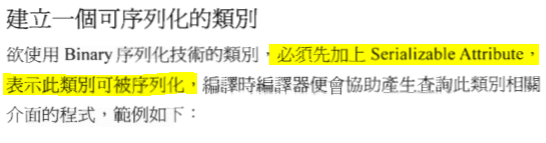 建立一個可序列化的類別
欲使用 Binary 序列化技術的類別，必須先加上 Serializable Attribute，
表示此類別可被序列化，編譯時編譯器便會協助產生查詢此類別相關
介面的程式，範例如下：